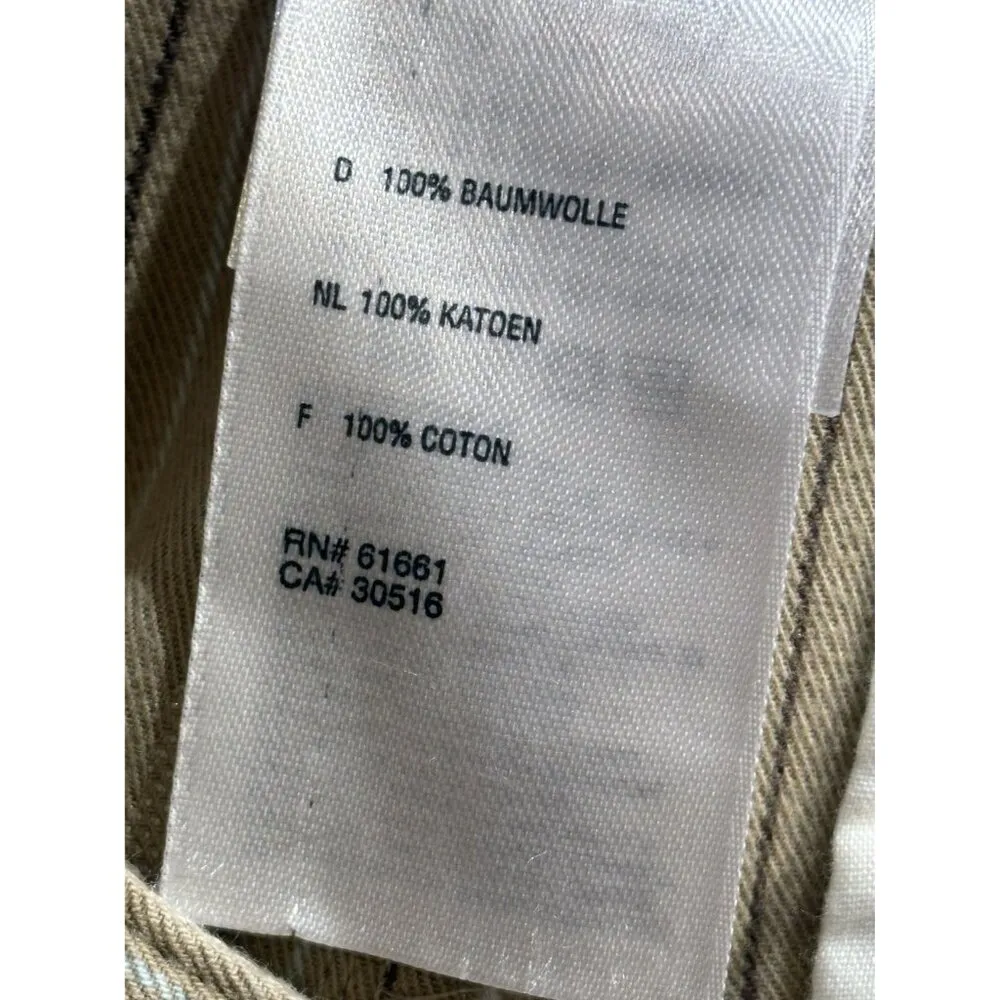 D 100% BAUMWOLLE
NL 100% KATOEN
F 100% COTON
RN# 61661
CA# 30516